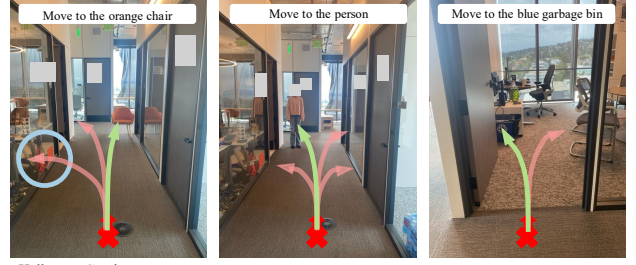 Move to the orange chair
Move to the person
Move to the blue garbage bin